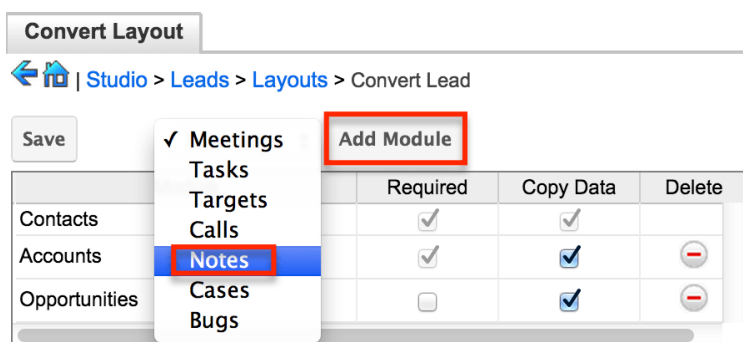 Convert Layout
| Studio > Leads > Layouts > Convert Lead
Save
✓ Meetings
Add Module
Tasks
Targets
Calls
Notes
Cases
Bugs
Required Copy Data Delete
Contacts
Accounts
Opportunities